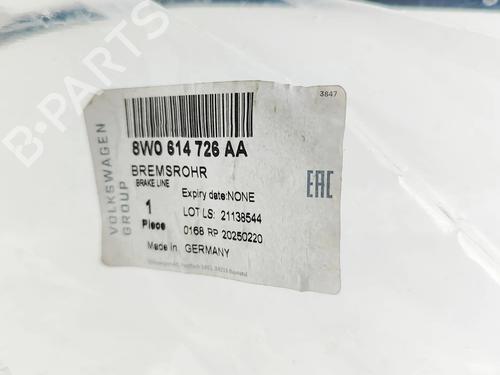 B-PARTS
3847
8W0 614 726 AA
BREMSROHR
BRAKE LINE
Expiry date:NONE
1
Piece
LOT LS: 21138544
0168 RP 20250220
Made in GERMANY
VOLKSWAGEN
GROUP
EAC